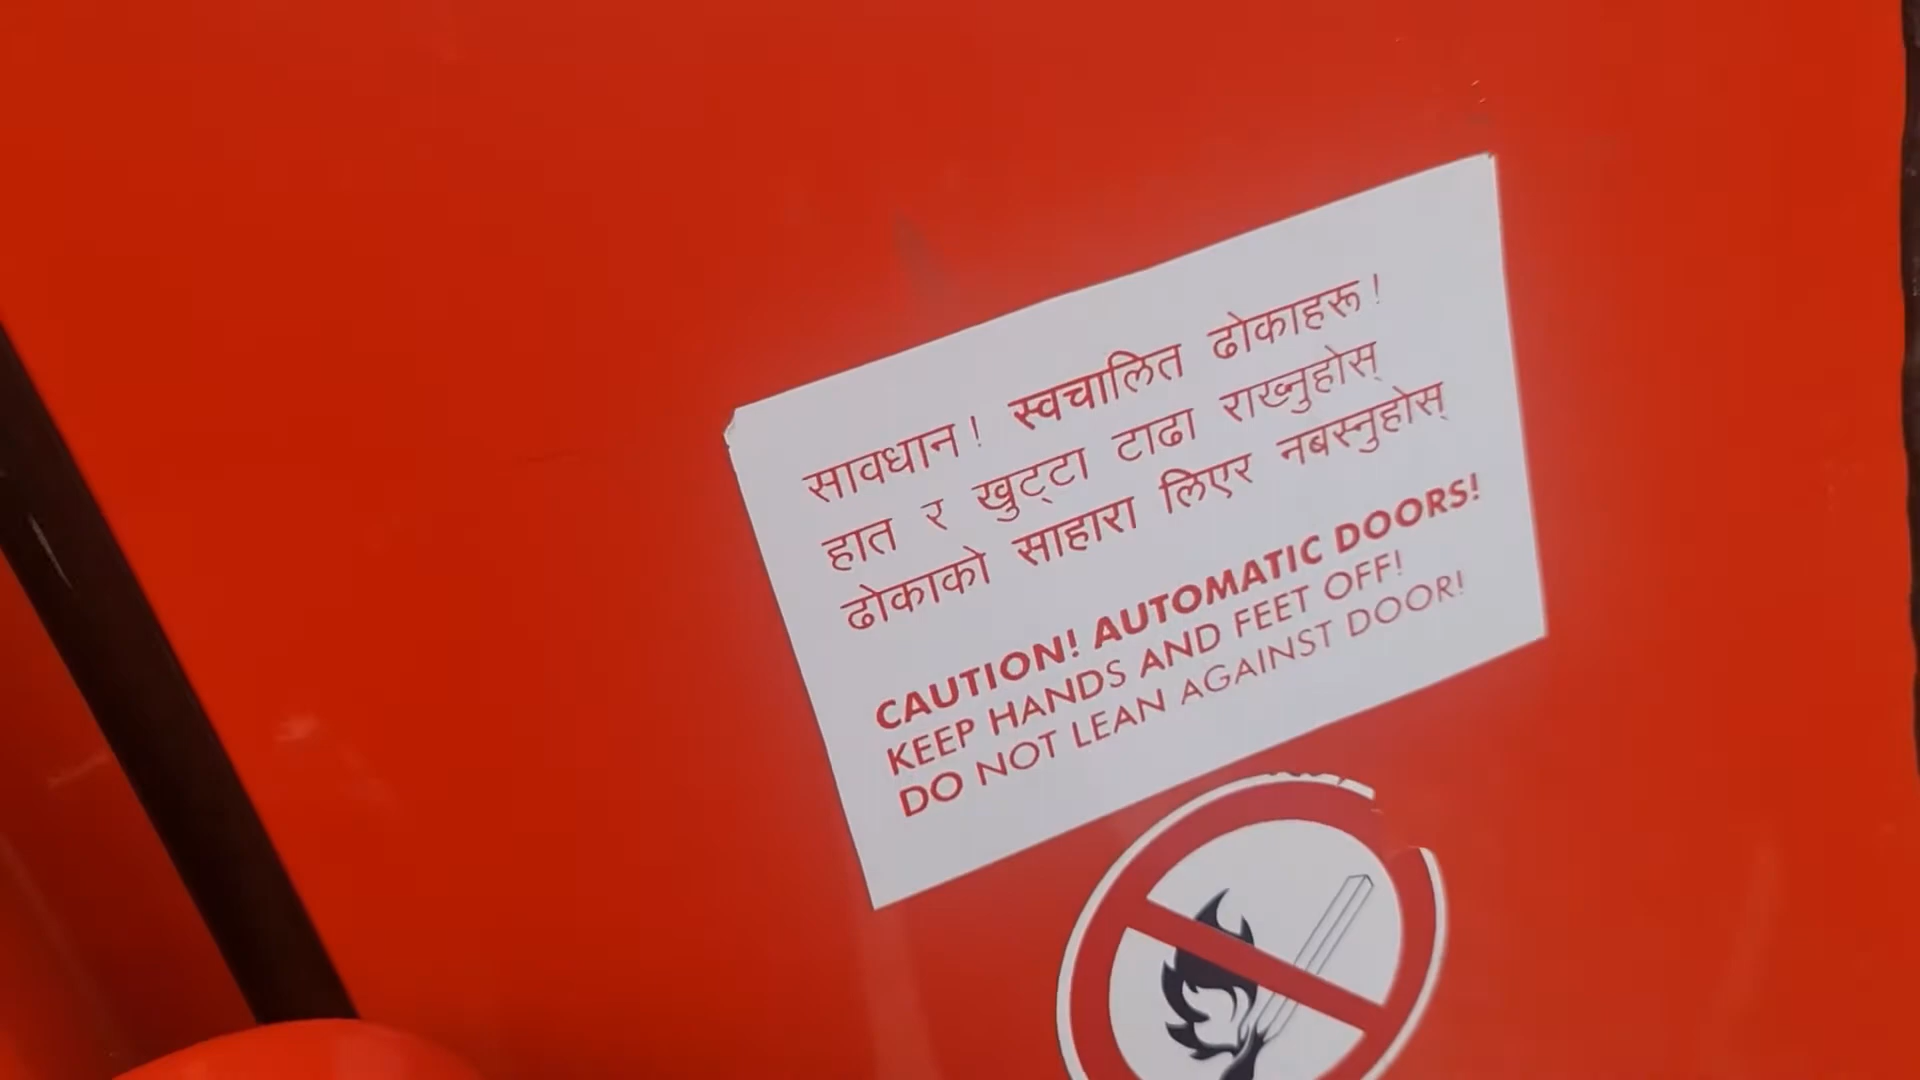 सावधान! स्वचालित ढोकाहरू!
हात र खुट्‌टा टाढा राख्नुहोस्
ढोकाको साहारा लिएर नबस्नुहोस्
CAUTION! AUTOMATIC DOORS!
KEEP HANDS AND FEET OFF!
DO NOT LEAN AGAINST DOOR!